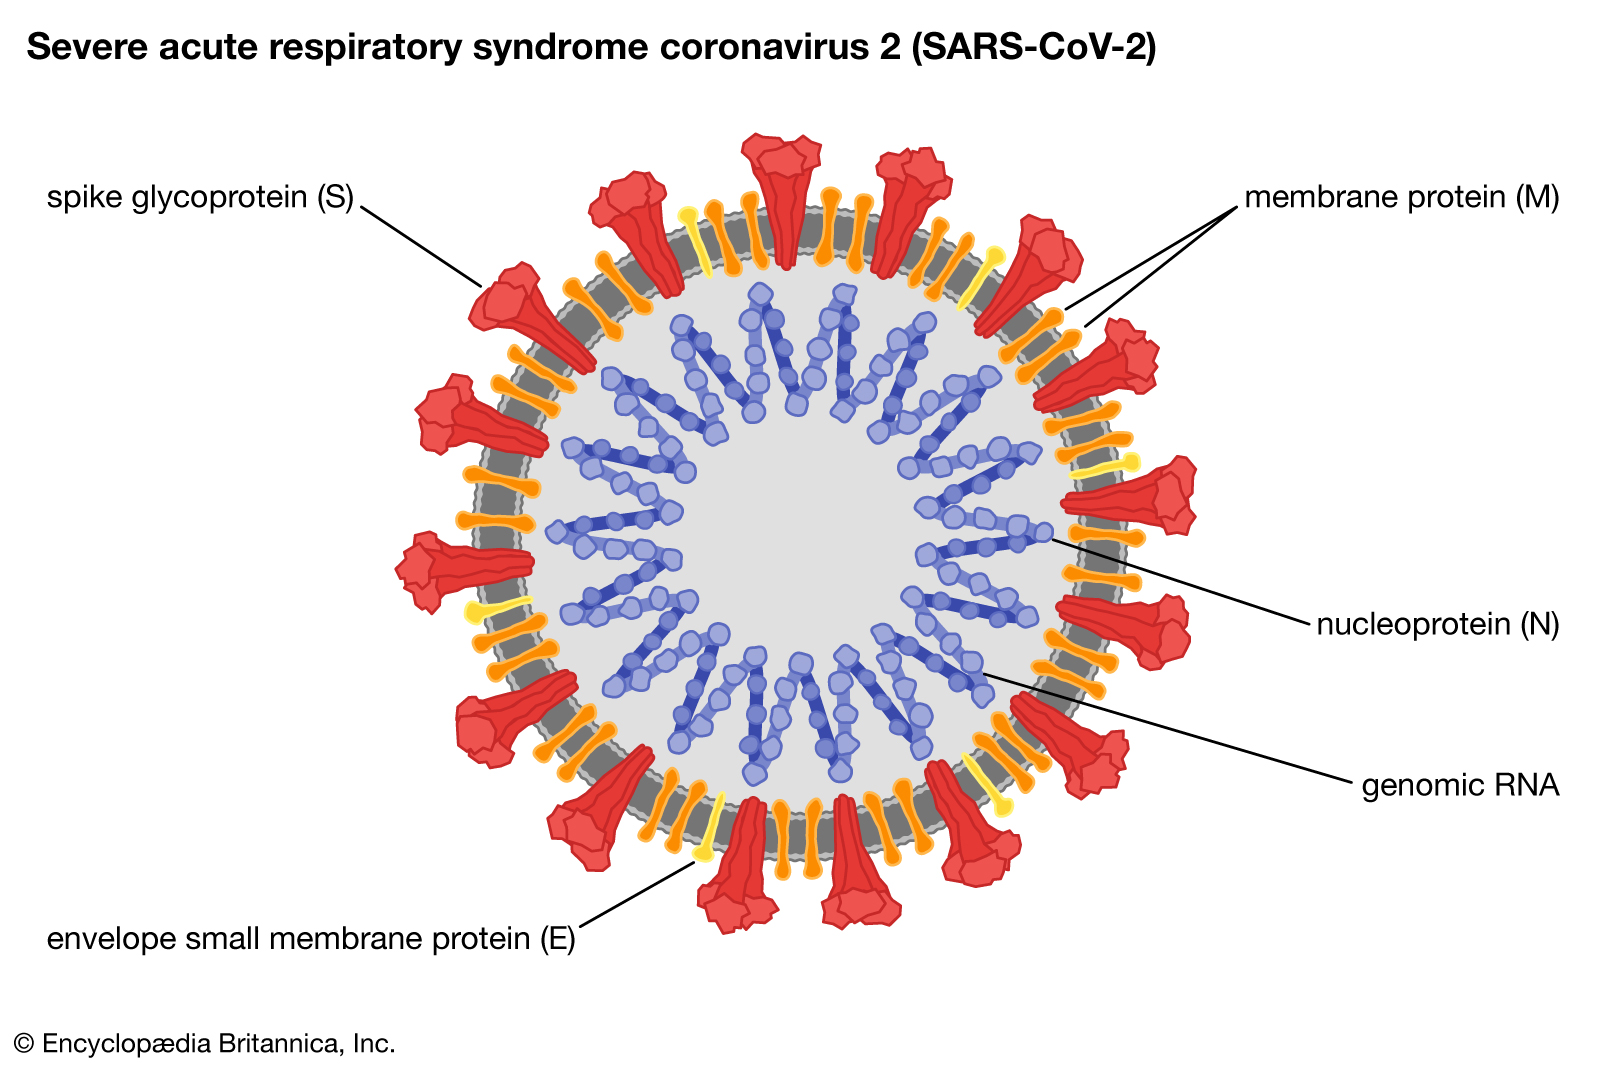 Severe acute respiratory syndrome coronavirus 2 (SARS-CoV-2)
spike glycoprotein (S)
membrane protein (M)
nucleoprotein (N)
genomic RNA
envelope small membrane protein (E)
© Encyclopædia Britannica, Inc.